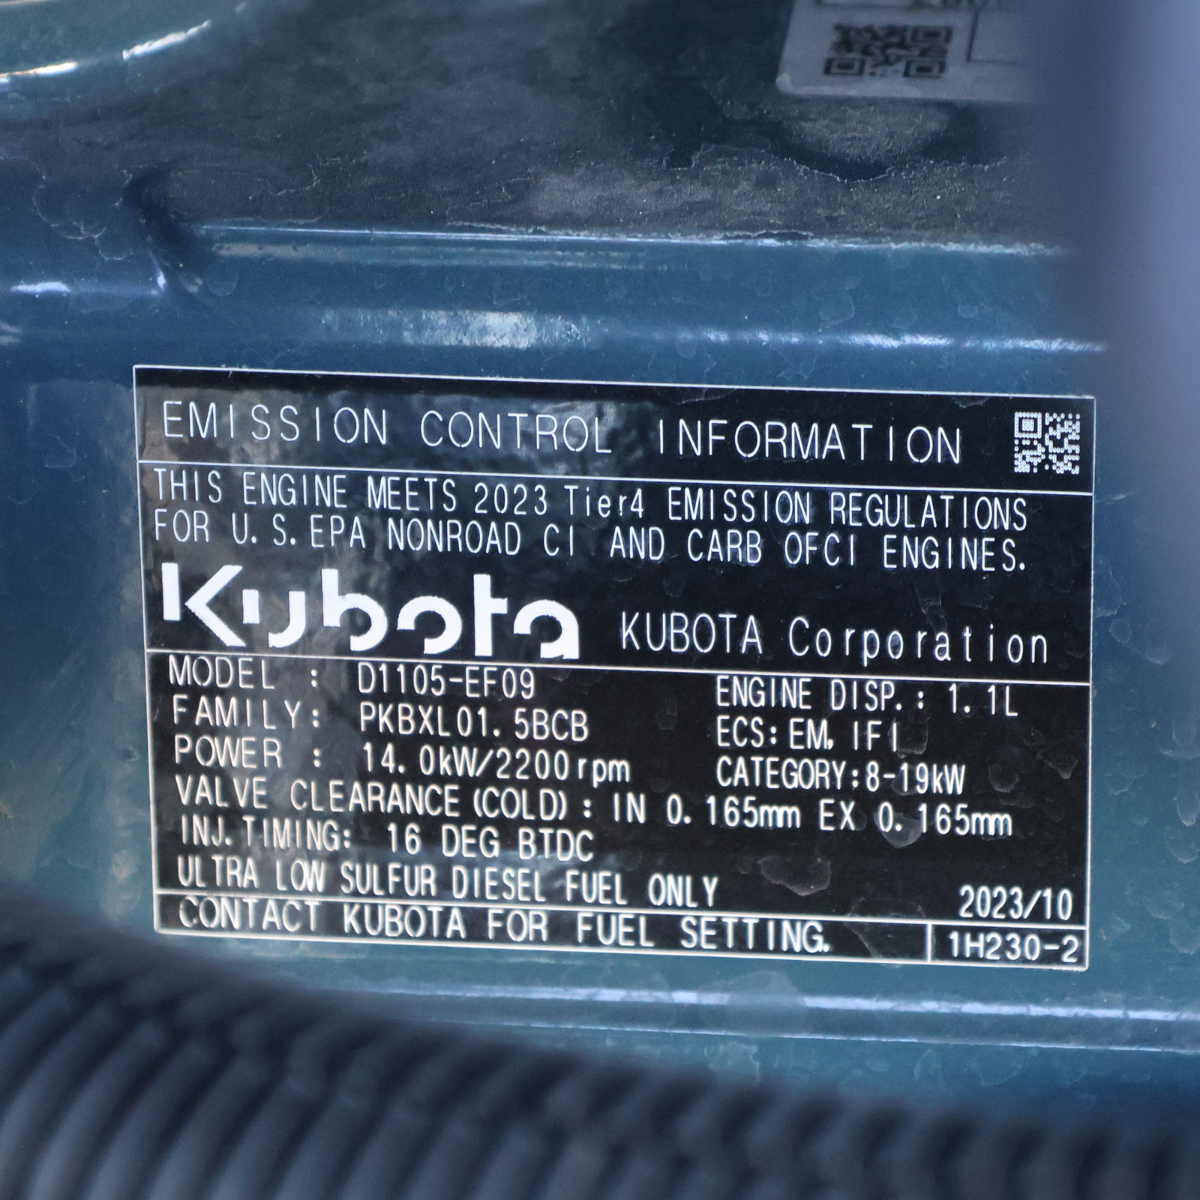 EMISSION CONTROL INFORMATION
THIS ENGINE MEETS 2023 Tier4 EMISSION REGULATIONS
FOR U.S.EPA NONROAD CI AND CARB OFCI ENGINES.
Kubota KUBOTA Corporation
MODEL : D1105-EF09 ENGINE DISP.: 1.1L
FAMILY: PKBXL01.5BCB ECS:EM, IFI
POWER : 14.0kW/2200rpm CATEGORY:8-19kW
VALVE CLEARANCE(COLD): IN 0.165mm EX 0.165mm
INJ.TIMING: 16 DEG BTDC
ULTRA LOW SULFUR DIESEL FUEL ONLY 2023/10
CONTACT KUBOTA FOR FUEL SETTING. 1H230-2